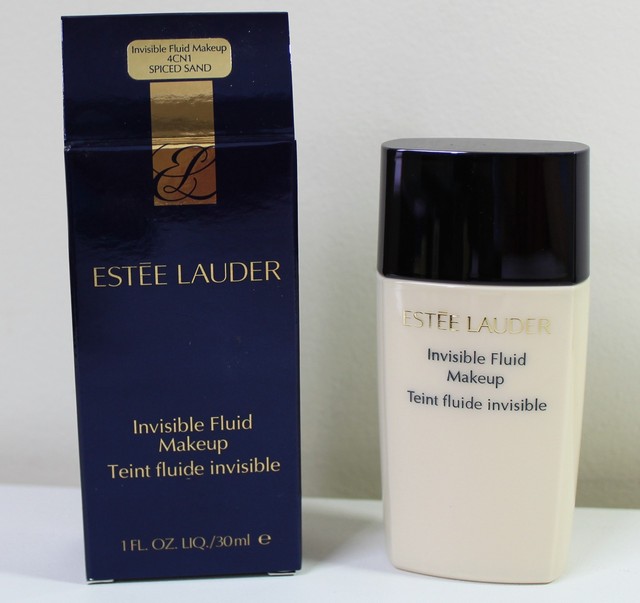 Invisible Fluid Makeup
4CN1
SPICED SAND
EL
ESTĒE LAUDER
Invisible Fluid
Makeup
Teint fluide invisible
1 FL. OZ. LIQ./30 ml e
ESTĒE LAUDER
Invisible Fluid
Makeup
Teint fluide invisible